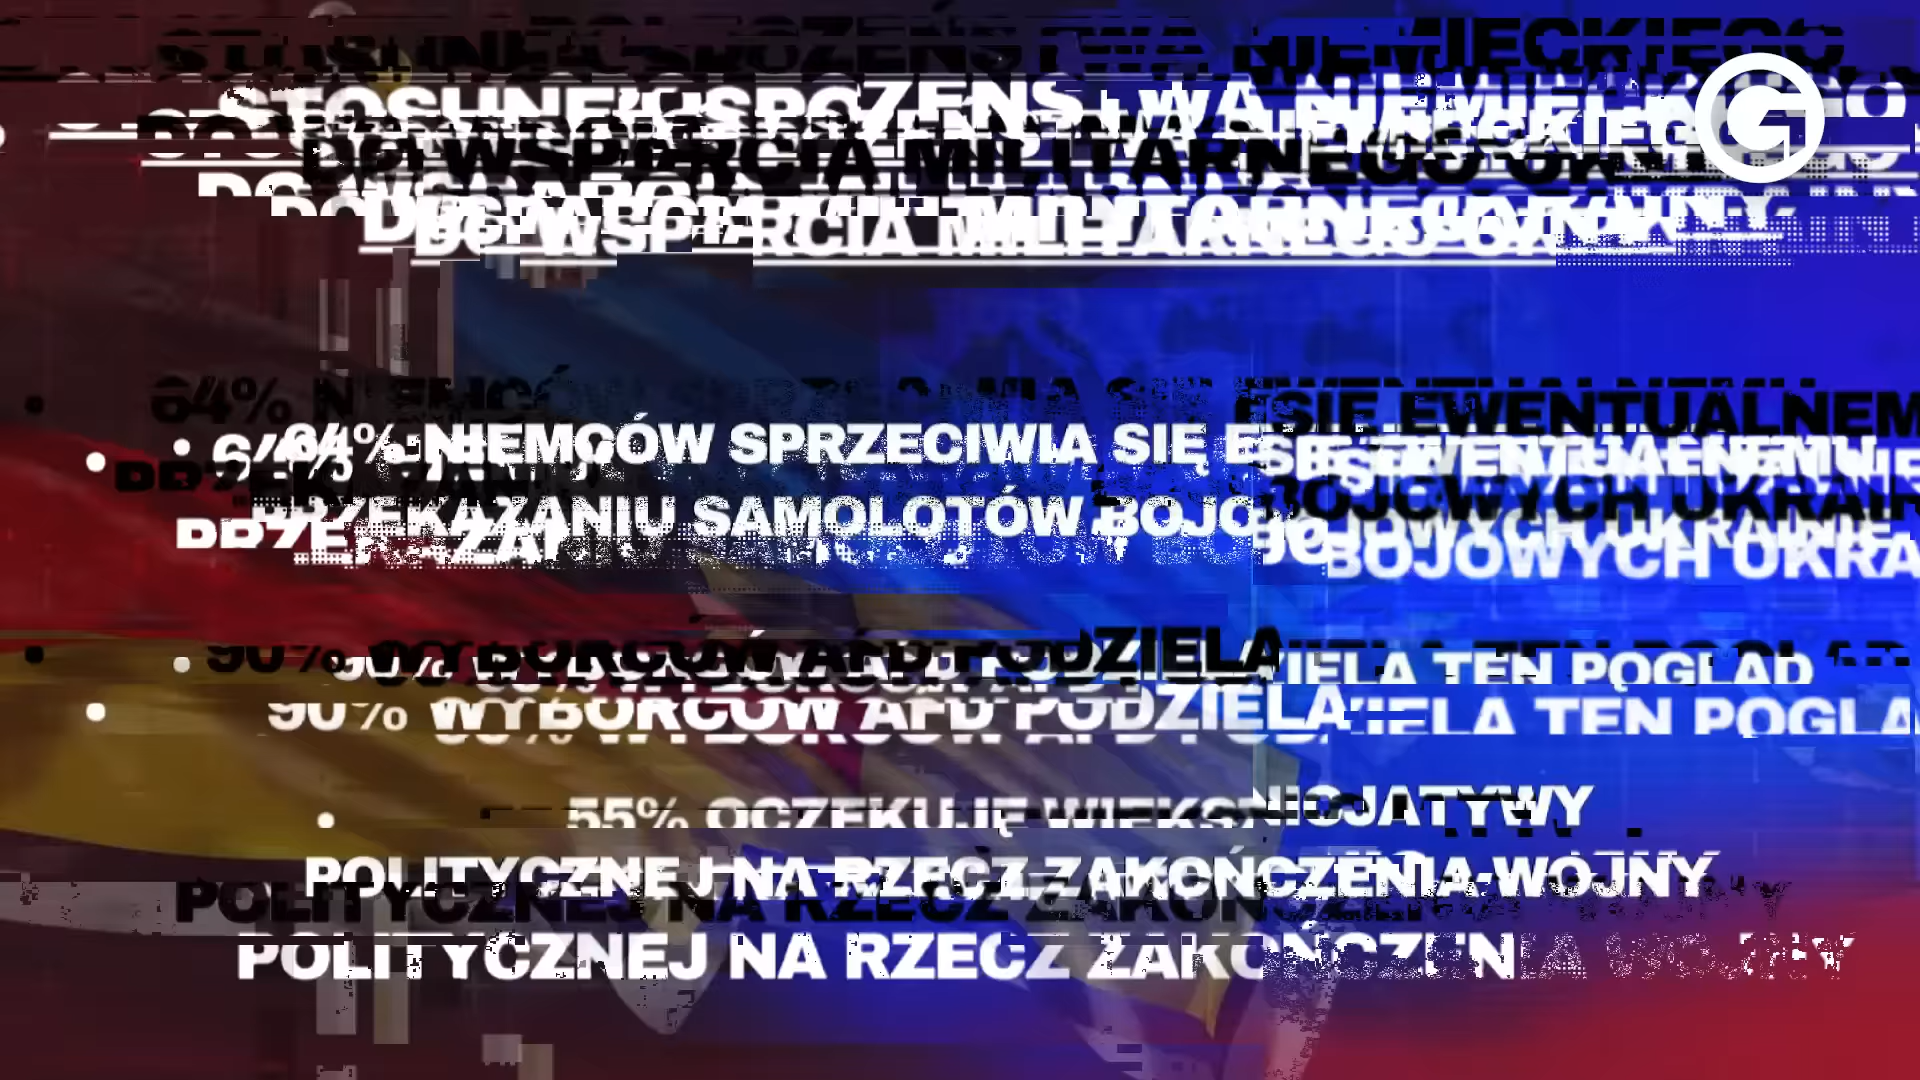 STOSUNEK SPOŁECZEŃSTWA NIEMIECKIEGO
DO WSPARCIA MILITARNEGO UKRAINY
• 64% NIEMCÓW SPRZECIWIA SIĘ EWENTUALNEMU
PRZEKAZANIU SAMOLOTÓW BOJOWYCH UKRAINIE
• 90% WYBORCÓW AFD PODZIELA TEN POGLĄD
• 55% OCZEKUJE WIĘKSZEJ INICJATYWY
POLITYCZNEJ NA RZECZ ZAKOŃCZENIA WOJNY